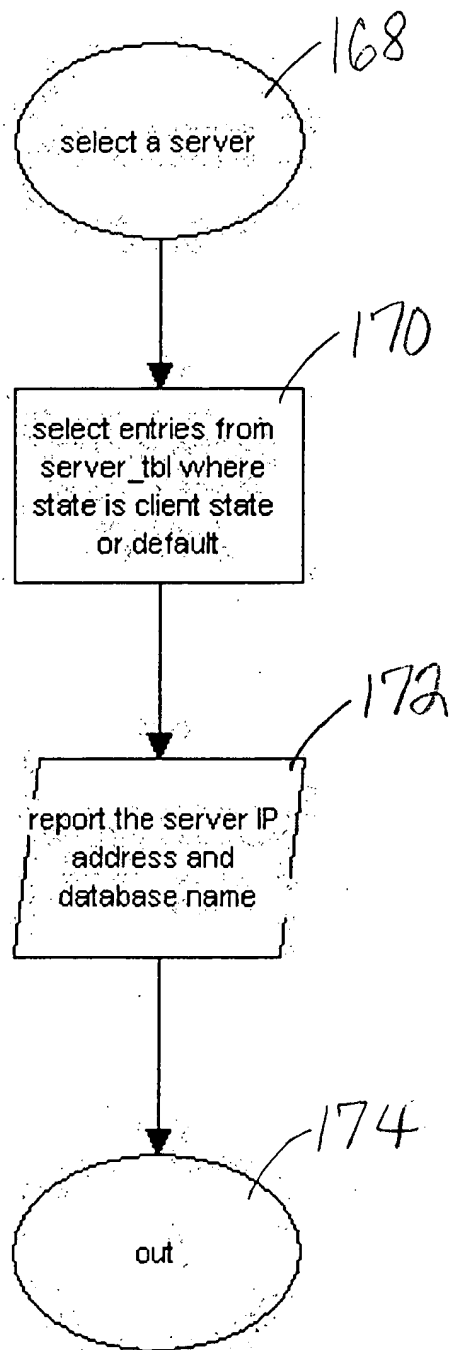 168
select a server
170
select entries from
server_tbl where
state is client state
or default
172
report the server IP
address and
database name
174
out